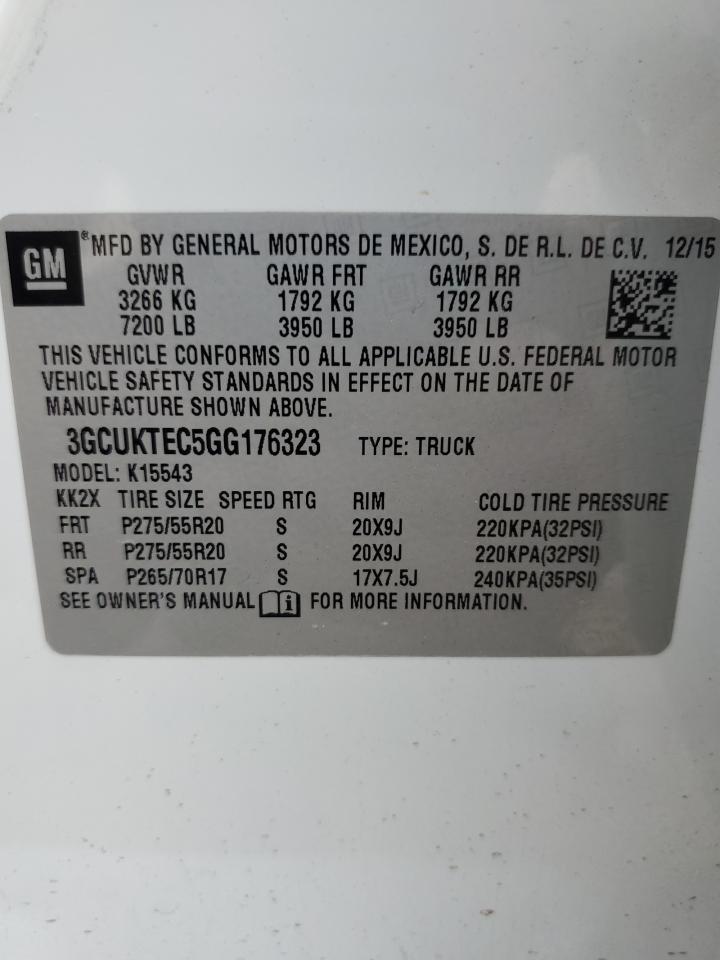 GM ® MFD BY GENERAL MOTORS DE MEXICO, S. DE R.L. DE C.V. 12/15
GVWR GAWR FRT GAWR RR
3266 KG 1792 KG 1792 KG
7200 LB 3950 LB 3950 LB
THIS VEHICLE CONFORMS TO ALL APPLICABLE U.S. FEDERAL MOTOR
VEHICLE SAFETY STANDARDS IN EFFECT ON THE DATE OF
MANUFACTURE SHOWN ABOVE.
3GCUKTEC5GG176323 TYPE: TRUCK
MODEL: K15543
KK2X TIRE SIZE SPEED RTG RIM COLD TIRE PRESSURE
FRT P275/55R20 S 20X9J 220KPA(32PSI)
RR P275/55R20 S 20X9J 220KPA(32PSI)
SPA P265/70R17 S 17X7.5J 240KPA(35PSI)
SEE OWNER'S MANUAL i FOR MORE INFORMATION.